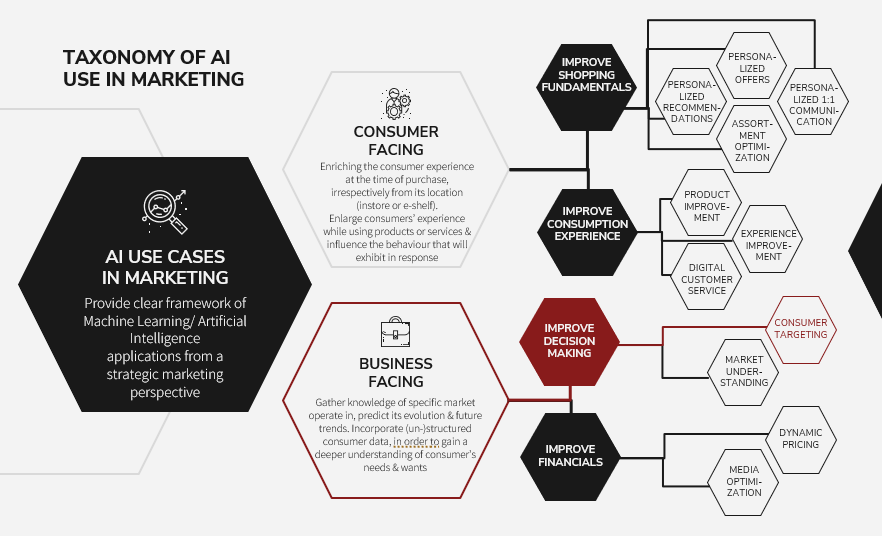 TAXONOMY OF AI
USE IN MARKETING
AI USE CASES
IN MARKETING
Provide clear framework of
Machine Learning/ Artificial
Intelligence
applications from a
strategic marketing
perspective
CONSUMER
FACING
Enriching the consumer experience
at the time of purchase,
irrespectively from its location
(instore or e-shelf).
Enlarge consumers' experience
while using products or services &
influence the behaviour that will
exhibit in response
BUSINESS
FACING
Gather knowledge of specific market
operate in, predict its evolution & future
trends. Incorporate (un-)structured
consumer data, in order to gain a
deeper understanding of consumer's
needs & wants
IMPROVE
SHOPPING
FUNDAMENTALS
PERSONA-
LIZED
OFFERS
PERSONA-
LIZED
RECOMMEN-
DATIONS
PERSONA-
LIZED 1:1
COMMUNI-
CATION
ASSORT-
MENT
OPTIMI-
ZATION
IMPROVE
CONSUMPTION
EXPERIENCE
PRODUCT
IMPROVE-
MENT
EXPERIENCE
IMPROVE-
MENT
DIGITAL
CUSTOMER
SERVICE
IMPROVE
DECISION
MAKING
CONSUMER
TARGETING
MARKET
UNDER-
STANDING
IMPROVE
FINANCIALS
DYNAMIC
PRICING
MEDIA
OPTIMI-
ZATION